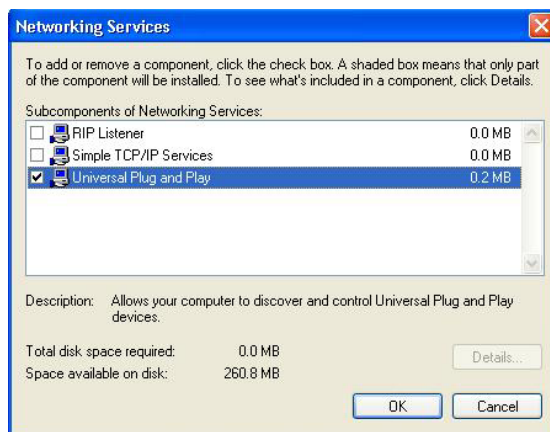 Networking Services
To add or remove a component, click the check box. A shaded box means that only part
of the component will be installed. To see what's included in a component, click Details.
Subcomponents of Networking Services:
RIP Listener 0.0 MB
Simple TCP/IP Services 0.0 MB
Universal Plug and Play 0.2 MB
Description: Allows your computer to discover and control Universal Plug and Play
devices.
Total disk space required: 0.0 MB
Details...
Space available on disk: 260.8 MB
OK Cancel